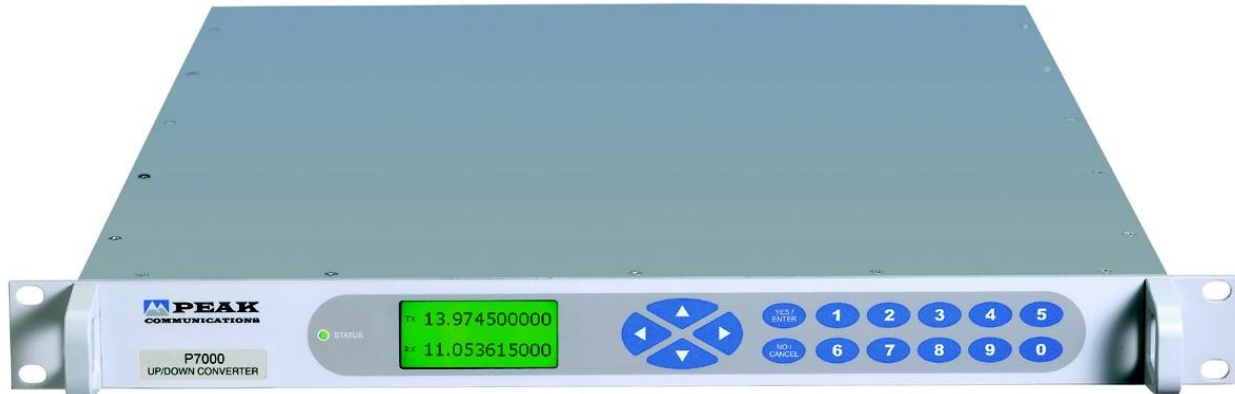 PEAK
COMMUNICATIONS
P7000
UP/DOWN CONVERTER
STATUS
TX 13.974500000
RX 11.053615000
YES /
ENTER
1 2 3 4 5
NO /
CANCEL
6 7 8 9 0